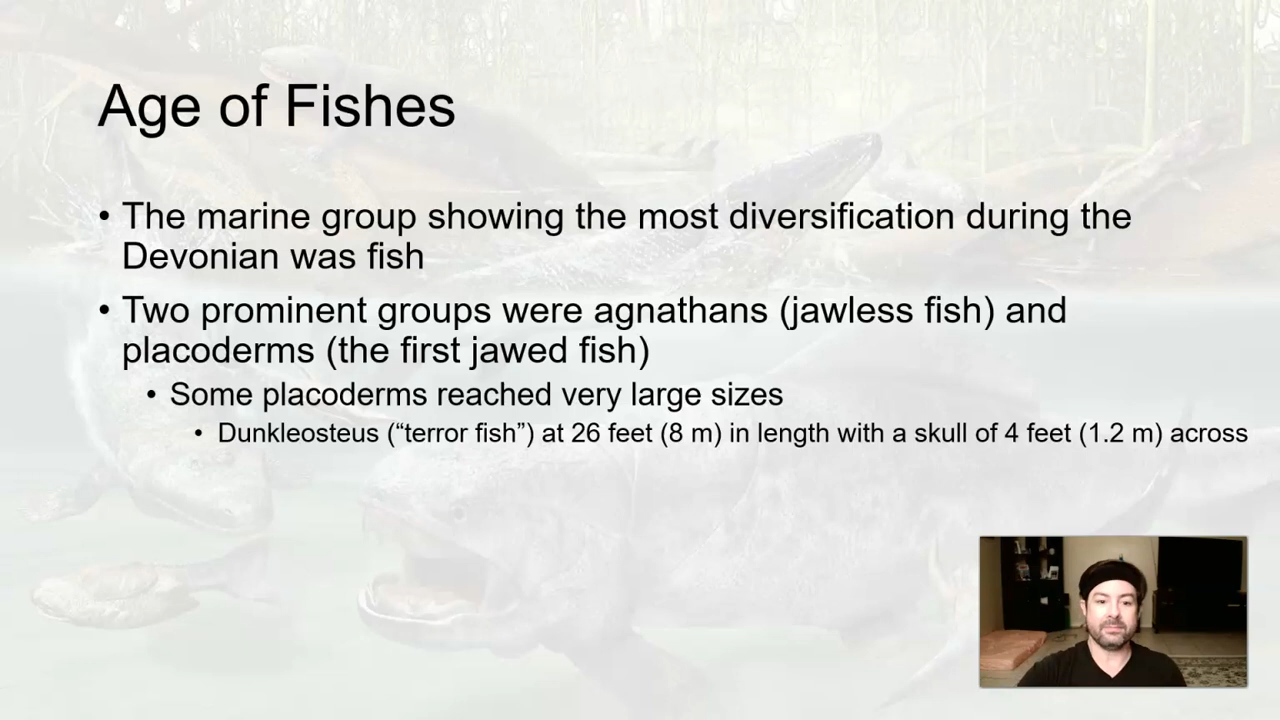 Age of Fishes
• The marine group showing the most diversification during the
Devonian was fish
• Two prominent groups were agnathans (jawless fish) and
placoderms (the first jawed fish)
• Some placoderms reached very large sizes
• Dunkleosteus (“terror fish”) at 26 feet (8 m) in length with a skull of 4 feet (1.2 m) across